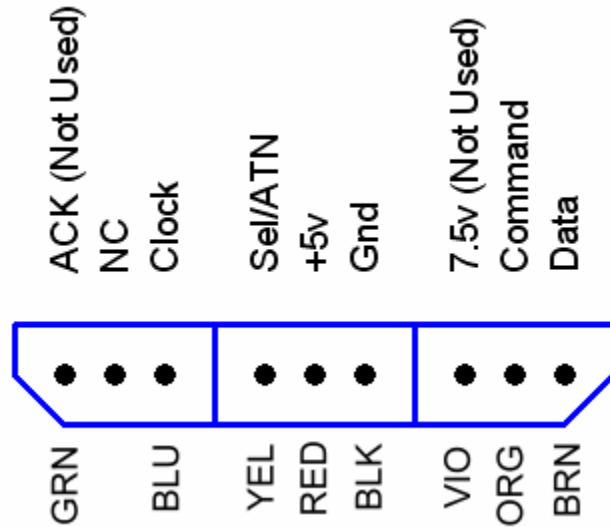 ACK (Not Used)
NC
Clock
Sel/ATN
+5v
Gnd
7.5v (Not Used)
Command
Data
GRN
BLU
YEL
RED
BLK
VIO
ORG
BRN